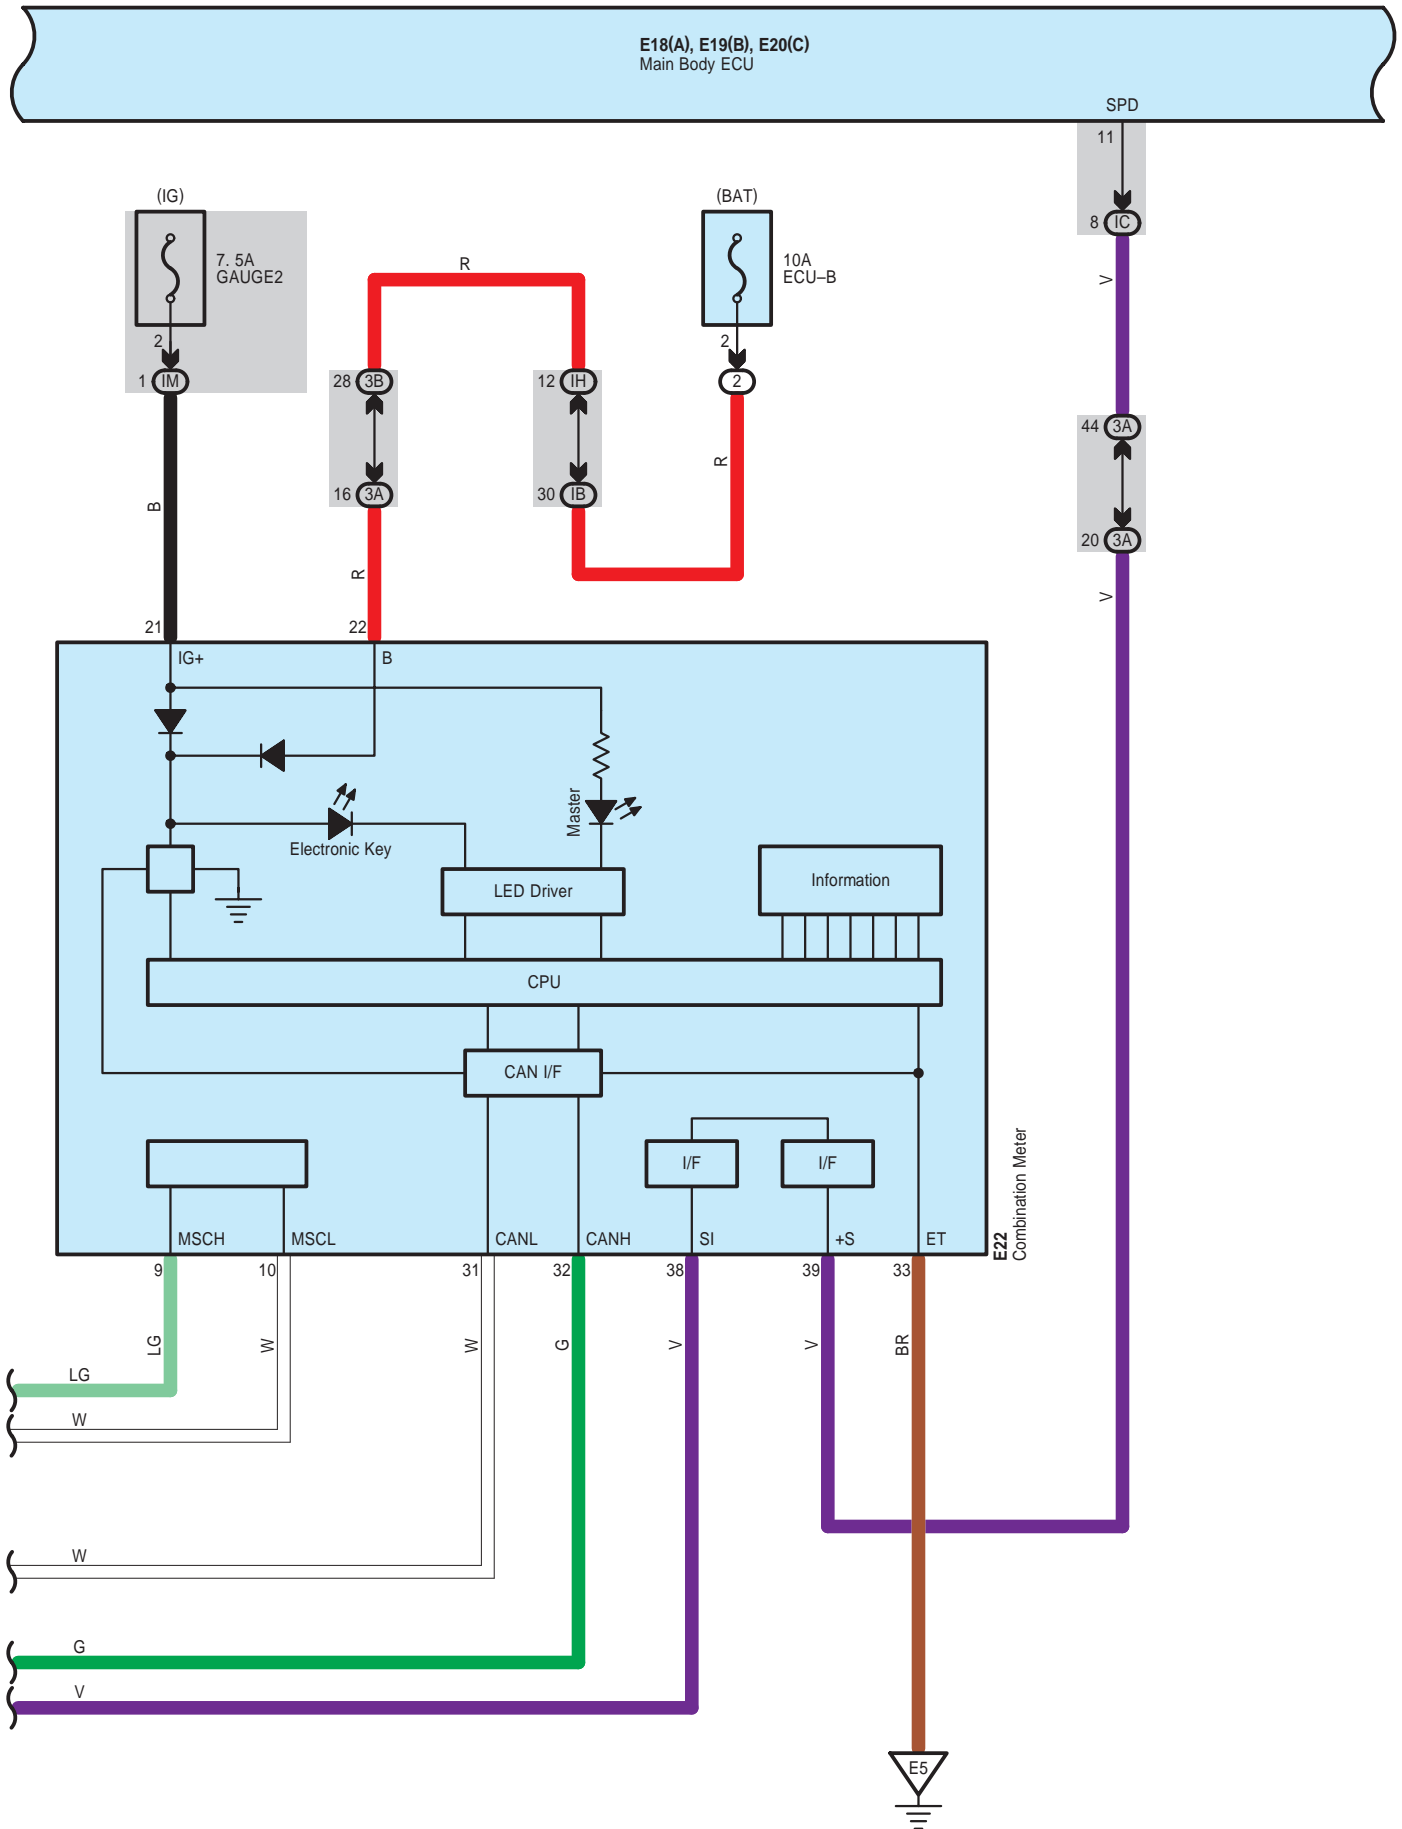 E18(A), E19(B), E20(C)
Main Body ECU
SPD
11
8 IC
V
(IG)
7. 5A
GAUGE2
2
1 IM
B
R
28 3B
16 3A
R
12 IH
30 IB
(BAT)
10A
ECU–B
2
2
R
44 3A
20 3A
V
21
22
IG+
B
Master
Electronic Key
LED Driver
Information
CPU
CAN I/F
I/F
I/F
MSCH
MSCL
CANL
CANH
SI
+S
ET
E22
Combination Meter
9
10
31
32
38
39
33
LG
W
W
G
V
V
BR
LG
W
W
G
V
E5